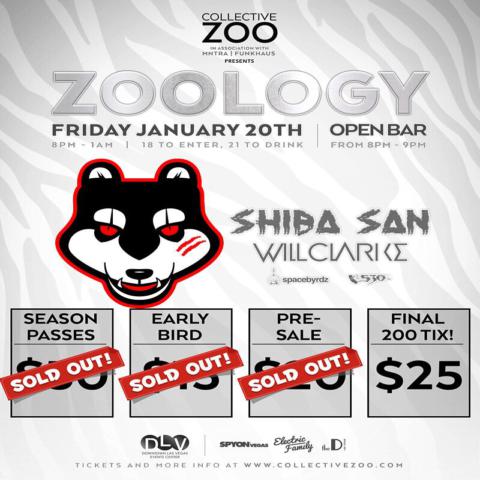 COLLECTIVE
ZOO
IN ASSOCIATION WITH
MNTRA | FUNKHAUS
PRESENTS
ZOOLOGY
FRIDAY JANUARY 20TH | OPEN BAR
8PM - 1AM | 18 TO ENTER, 21 TO DRINK | FROM 8PM - 9PM
SHIBA SAN
WILL CLARKE
spacebyrdz
SEASON PASSES
SOLD OUT!
EARLY BIRD
SOLD OUT!
PRE-SALE
SOLD OUT!
FINAL 200 TIX!
$25
DLV
DOWNTOWN LAS VEGAS
EVENTS CENTER
SPYONVEGAS
Electric Family
the D
TICKETS AND MORE INFO AT WWW.COLLECTIVEZOO.COM